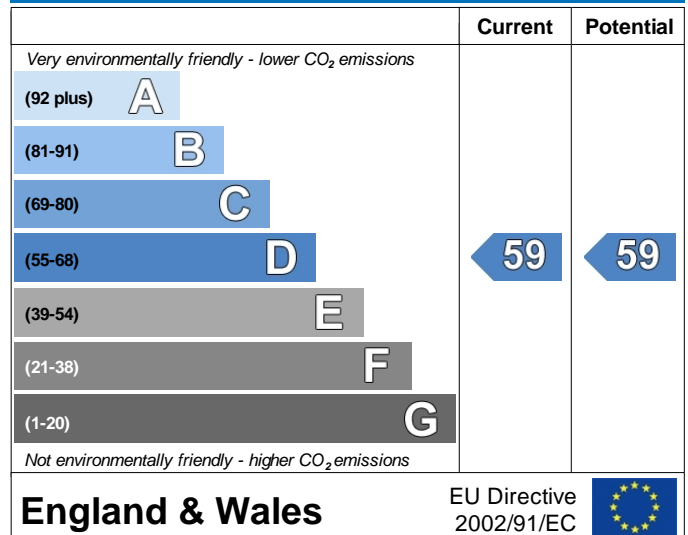 Current Potential
Very environmentally friendly - lower CO₂ emissions
(92 plus) A
(81-91) B
(69-80) C
(55-68) D 59 59
(39-54) E
(21-38) F
(1-20) G
Not environmentally friendly - higher CO₂ emissions
England & Wales
EU Directive
2002/91/EC